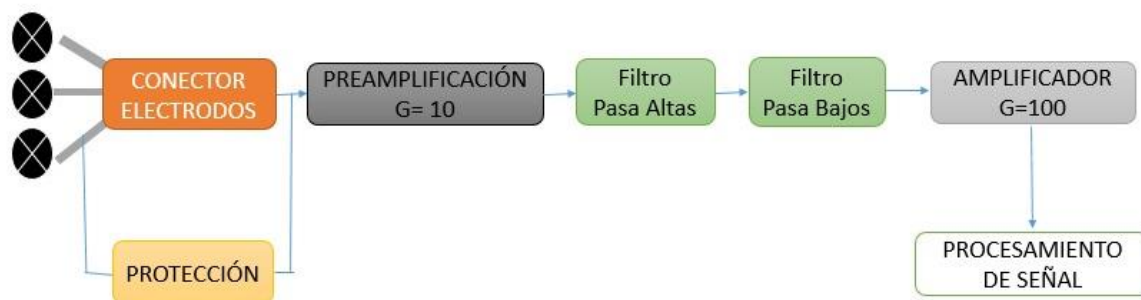 CONECTOR
ELECTRODOS
PREAMPLIFICACIÓN
G= 10
Filtro
Pasa Altas
Filtro
Pasa Bajos
AMPLIFICADOR
G=100
PROTECCIÓN
PROCESAMIENTO
DE SEÑAL